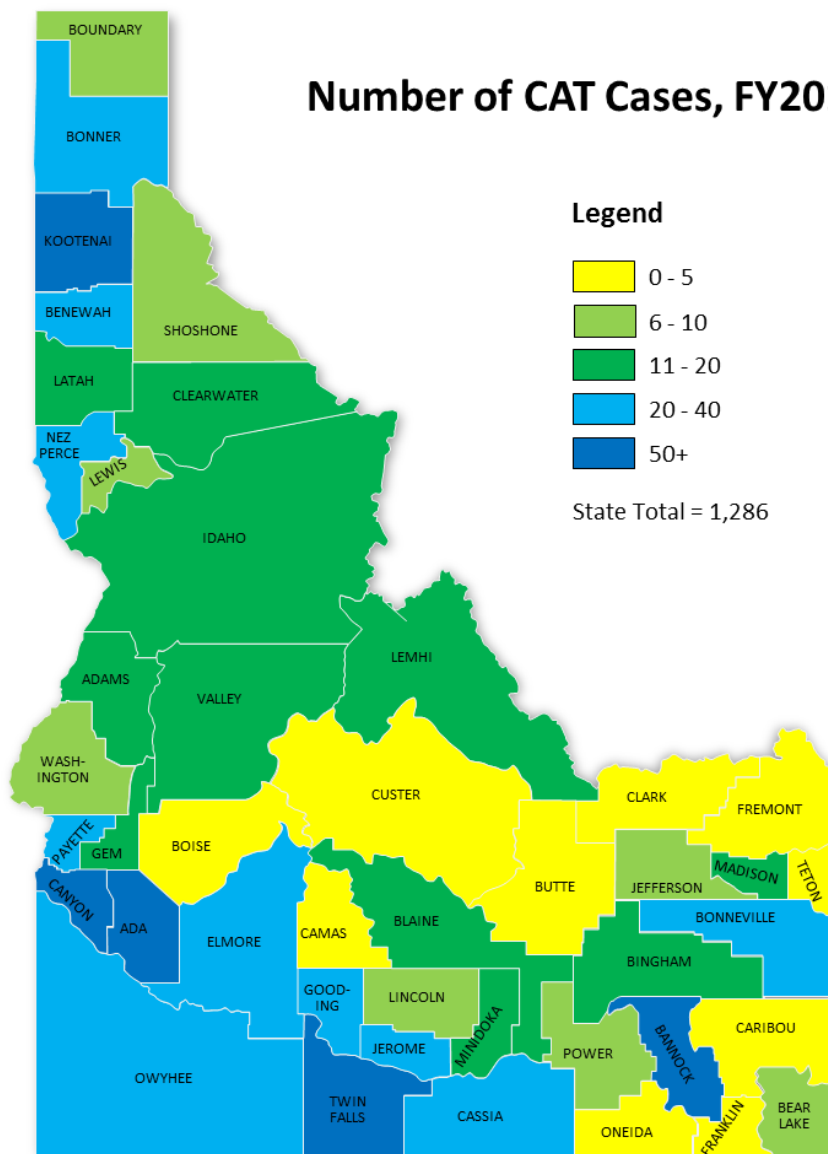 BOUNDARY
Number of CAT Cases, FY20
BONNER
Legend
KOOTENAI
0 - 5
BENEWAH
6 - 10
SHOSHONE
11 - 20
LATAH
CLEARWATER
20 - 40
NEZ
PERCE
LEWIS
50+
State Total = 1,286
IDAHO
LEMHI
ADAMS
VALLEY
WASH-
INGTON
CUSTER
CLARK
FREMONT
PAYETTE
GEM
BOISE
MADISON
TETON
JEFFERSON
BUTTE
CANYON
ADA
BLAINE
BONNEVILLE
ELMORE
CAMAS
BINGHAM
GOOD-
ING
LINCOLN
MINIDOKA
CARIBOU
JEROME
POWER
BANNOCK
OWYHEE
TWIN
FALLS
CASSIA
ONEIDA
FRANKLIN
BEAR
LAKE